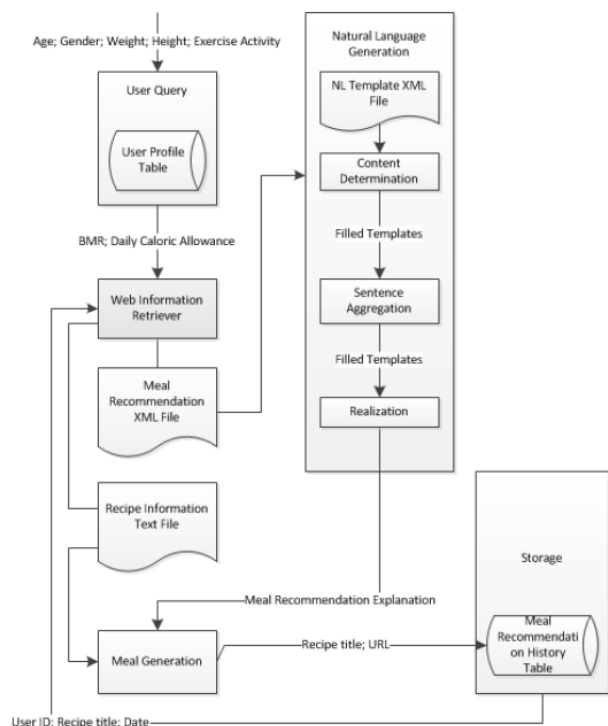 Age; Gender; Weight; Height; Exercise Activity
User Query
User Profile
Table
BMR; Daily Caloric Allowance
Web Information
Retriever
Meal
Recommendation
XML File
Recipe Information
Text File
Meal Generation
User ID; Recipe title; Date
Natural Language
Generation
NL Template XML
File
Content
Determination
Filled Templates
Sentence
Aggregation
Filled Templates
Realization
Meal Recommendation Explanation
Recipe title; URL
Storage
Meal
Recommendati
on History
Table